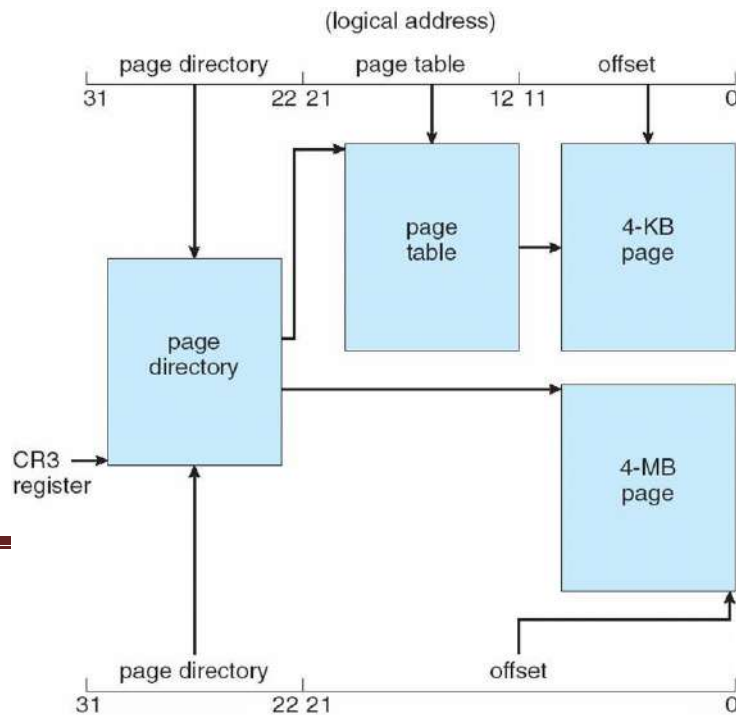 (logical address)
page directory page table offset
31 22 21 12 11 0
page
table
4-KB
page
page
directory
4-MB
page
CR3
register
page directory offset
31 22 21 0